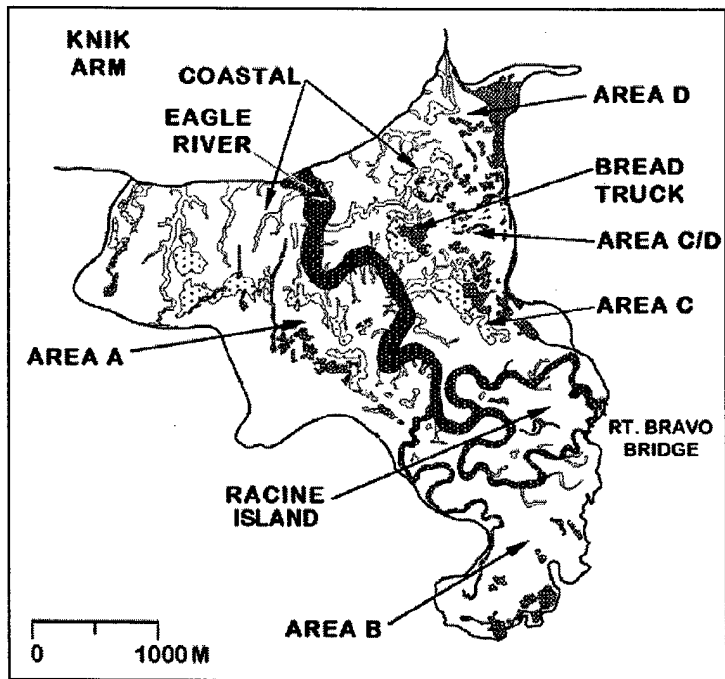 KNIK
ARM
COASTAL
EAGLE
RIVER
AREA D
BREAD
TRUCK
AREA C/D
AREA C
AREA A
RT. BRAVO
BRIDGE
RACINE
ISLAND
AREA B
0 1000 M